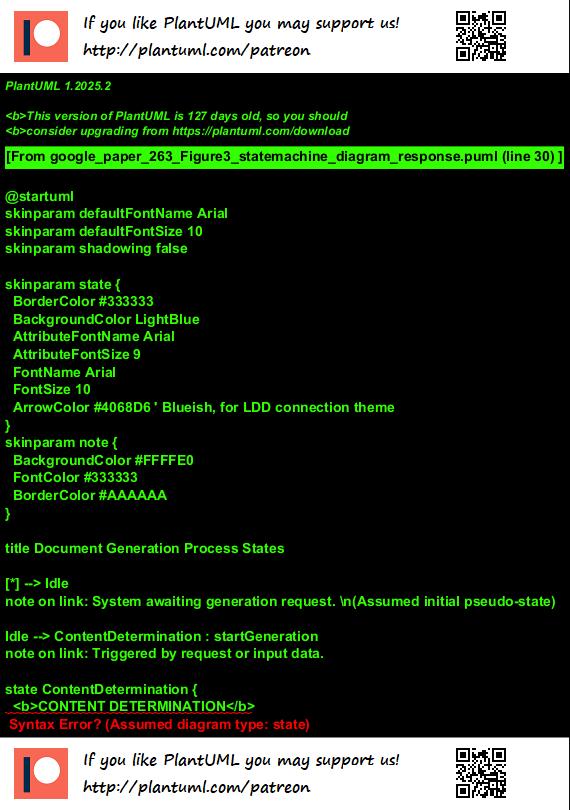 If you like PlantUML you may support us!
http://plantuml.com/patreon
PlantUML 1.2025.2
<b>This version of PlantUML is 127 days old, so you should
<b>consider upgrading from https://plantuml.com/download
[From google_paper_263_Figure3_statemachine_diagram_response.puml (line 30) ]
@startuml
skinparam defaultFontName Arial
skinparam defaultFontSize 10
skinparam shadowing false
skinparam state {
BorderColor #333333
BackgroundColor LightBlue
AttributeFontName Arial
AttributeFontSize 9
FontName Arial
FontSize 10
ArrowColor #4068D6 ' Blueish, for LDD connection theme
}
skinparam note {
BackgroundColor #FFFFE0
FontColor #333333
BorderColor #AAAAAA
}
title Document Generation Process States
[*] --> Idle
note on link: System awaiting generation request. \n(Assumed initial pseudo-state)
Idle --> ContentDetermination : startGeneration
note on link: Triggered by request or input data.
state ContentDetermination {
<b>CONTENT DETERMINATION</b>
Syntax Error? (Assumed diagram type: state)
If you like PlantUML you may support us!
http://plantuml.com/patreon